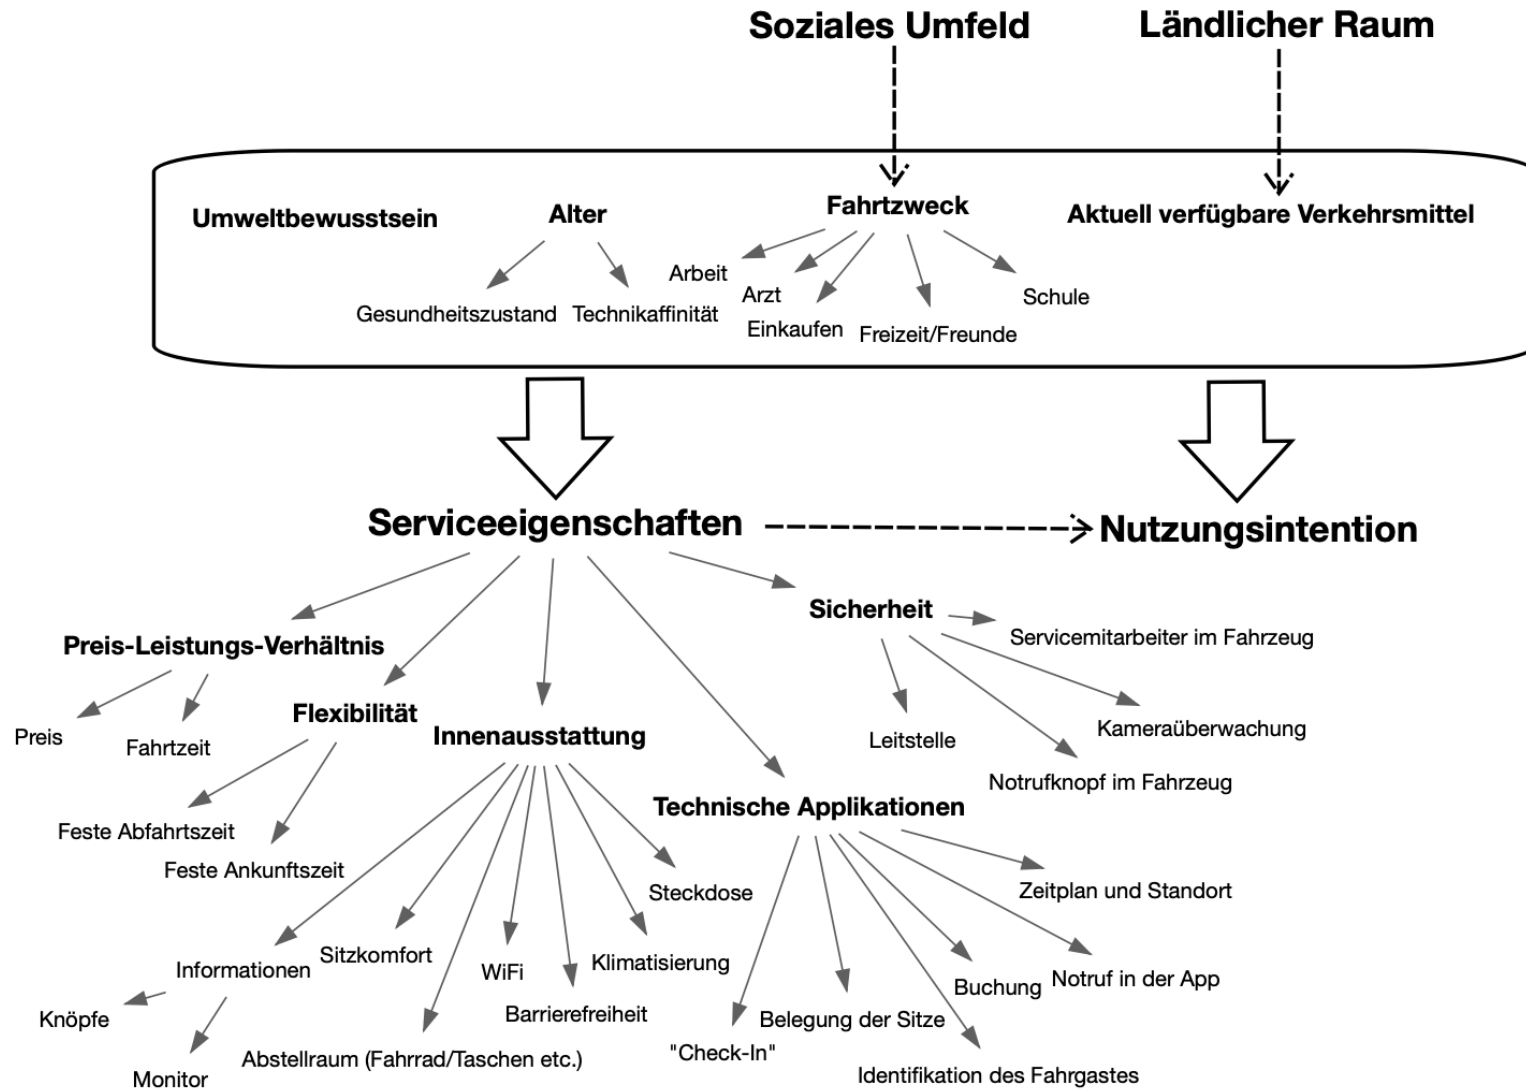 Soziales Umfeld
Ländlicher Raum
Umweltbewusstsein
Alter
Fahrtzweck
Aktuell verfügbare Verkehrsmittel
Gesundheitszustand
Technikaffinität
Arbeit
Arzt
Einkaufen
Freizeit/Freunde
Schule
Serviceeigenschaften
Nutzungsintention
Preis-Leistungs-Verhältnis
Preis
Fahrtzeit
Flexibilität
Feste Abfahrtszeit
Feste Ankunftszeit
Innenausstattung
Informationen
Knöpfe
Monitor
Sitzkomfort
Abstellraum (Fahrrad/Taschen etc.)
WiFi
Barrierefreiheit
Klimatisierung
Steckdose
Technische Applikationen
"Check-In"
Belegung der Sitze
Identifikation des Fahrgastes
Buchung
Notruf in der App
Zeitplan und Standort
Sicherheit
Servicemitarbeiter im Fahrzeug
Kameraüberwachung
Notrufknopf im Fahrzeug
Leitstelle